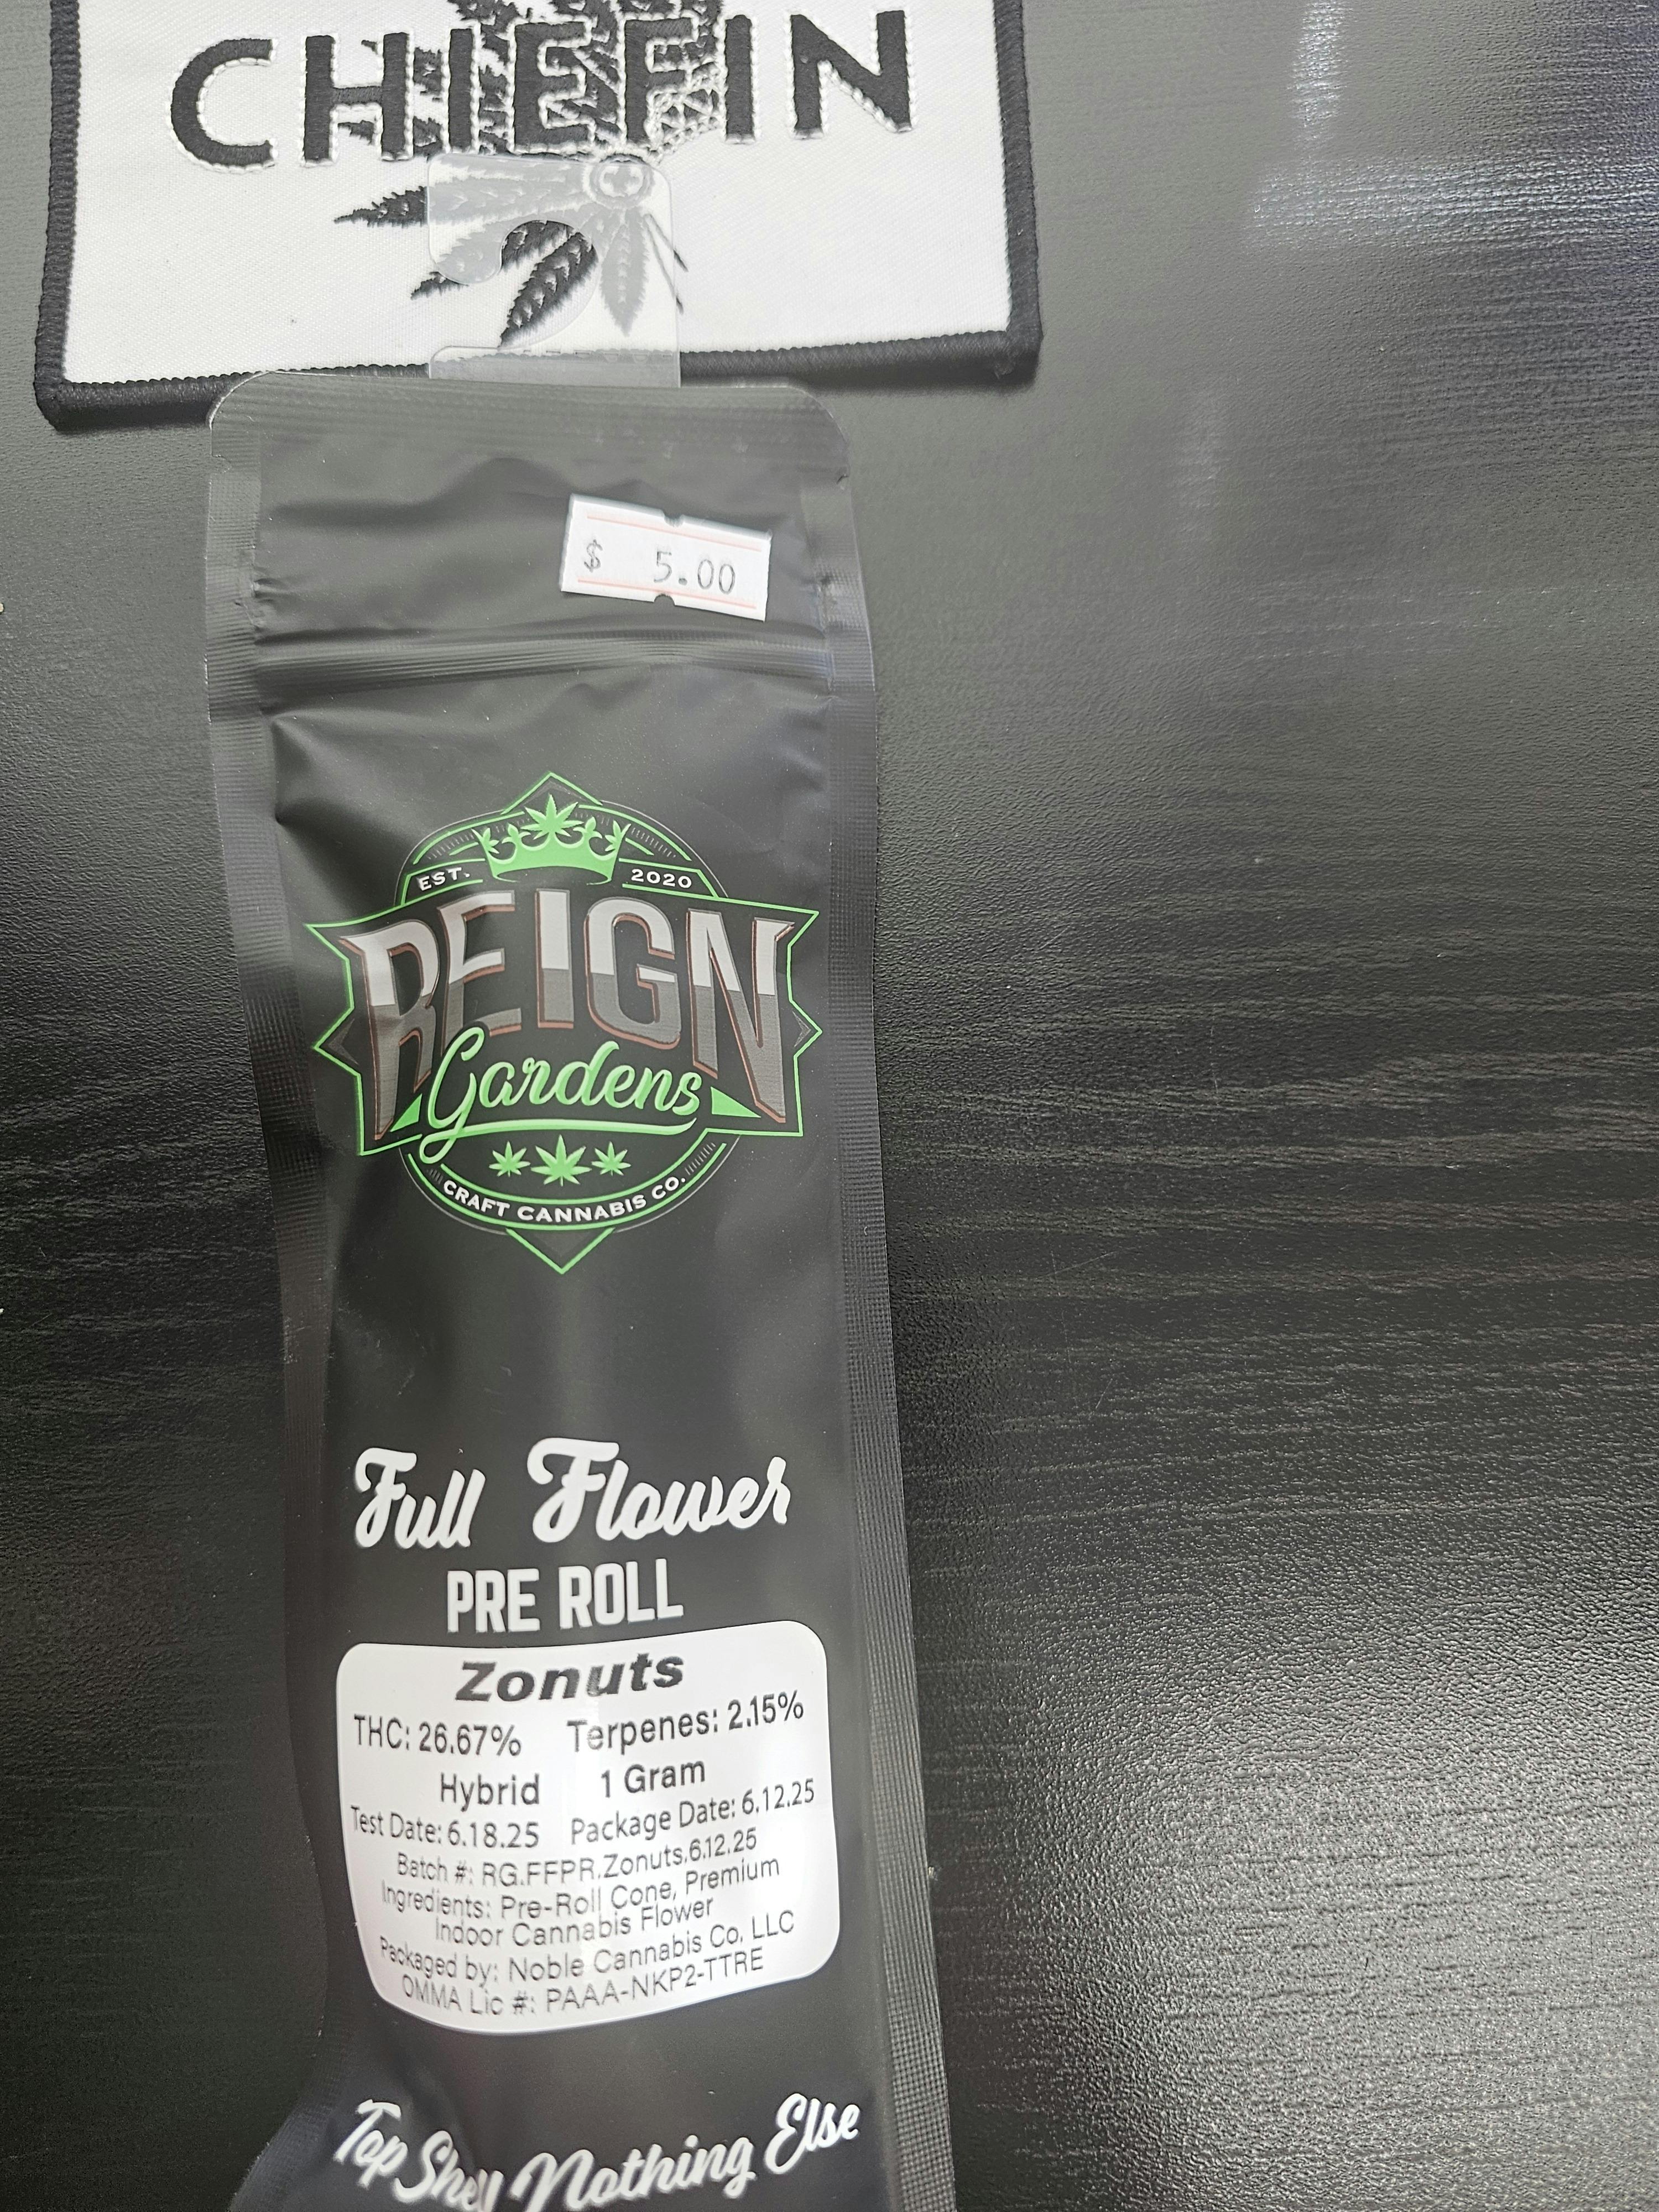 CHIEFIN
$ 5.00
EST. 2020
REIGN
Gardens
CRAFT CANNABIS CO.
Full Flower
PRE ROLL
Zonuts
THC: 26.67% Terpenes: 2.15%
Hybrid 1 Gram
Test Date: 6.18.25 Package Date: 6.12.25
Batch #: RG.FFPR.Zonuts.6.12.25
Ingredients: Pre-Roll Cone, Premium
Indoor Cannabis Flower
Packaged by: Noble Cannabis Co. LLC
OMMA Lic #: PAAA-NKP2-TTRE
Top Shelf Nothing Else